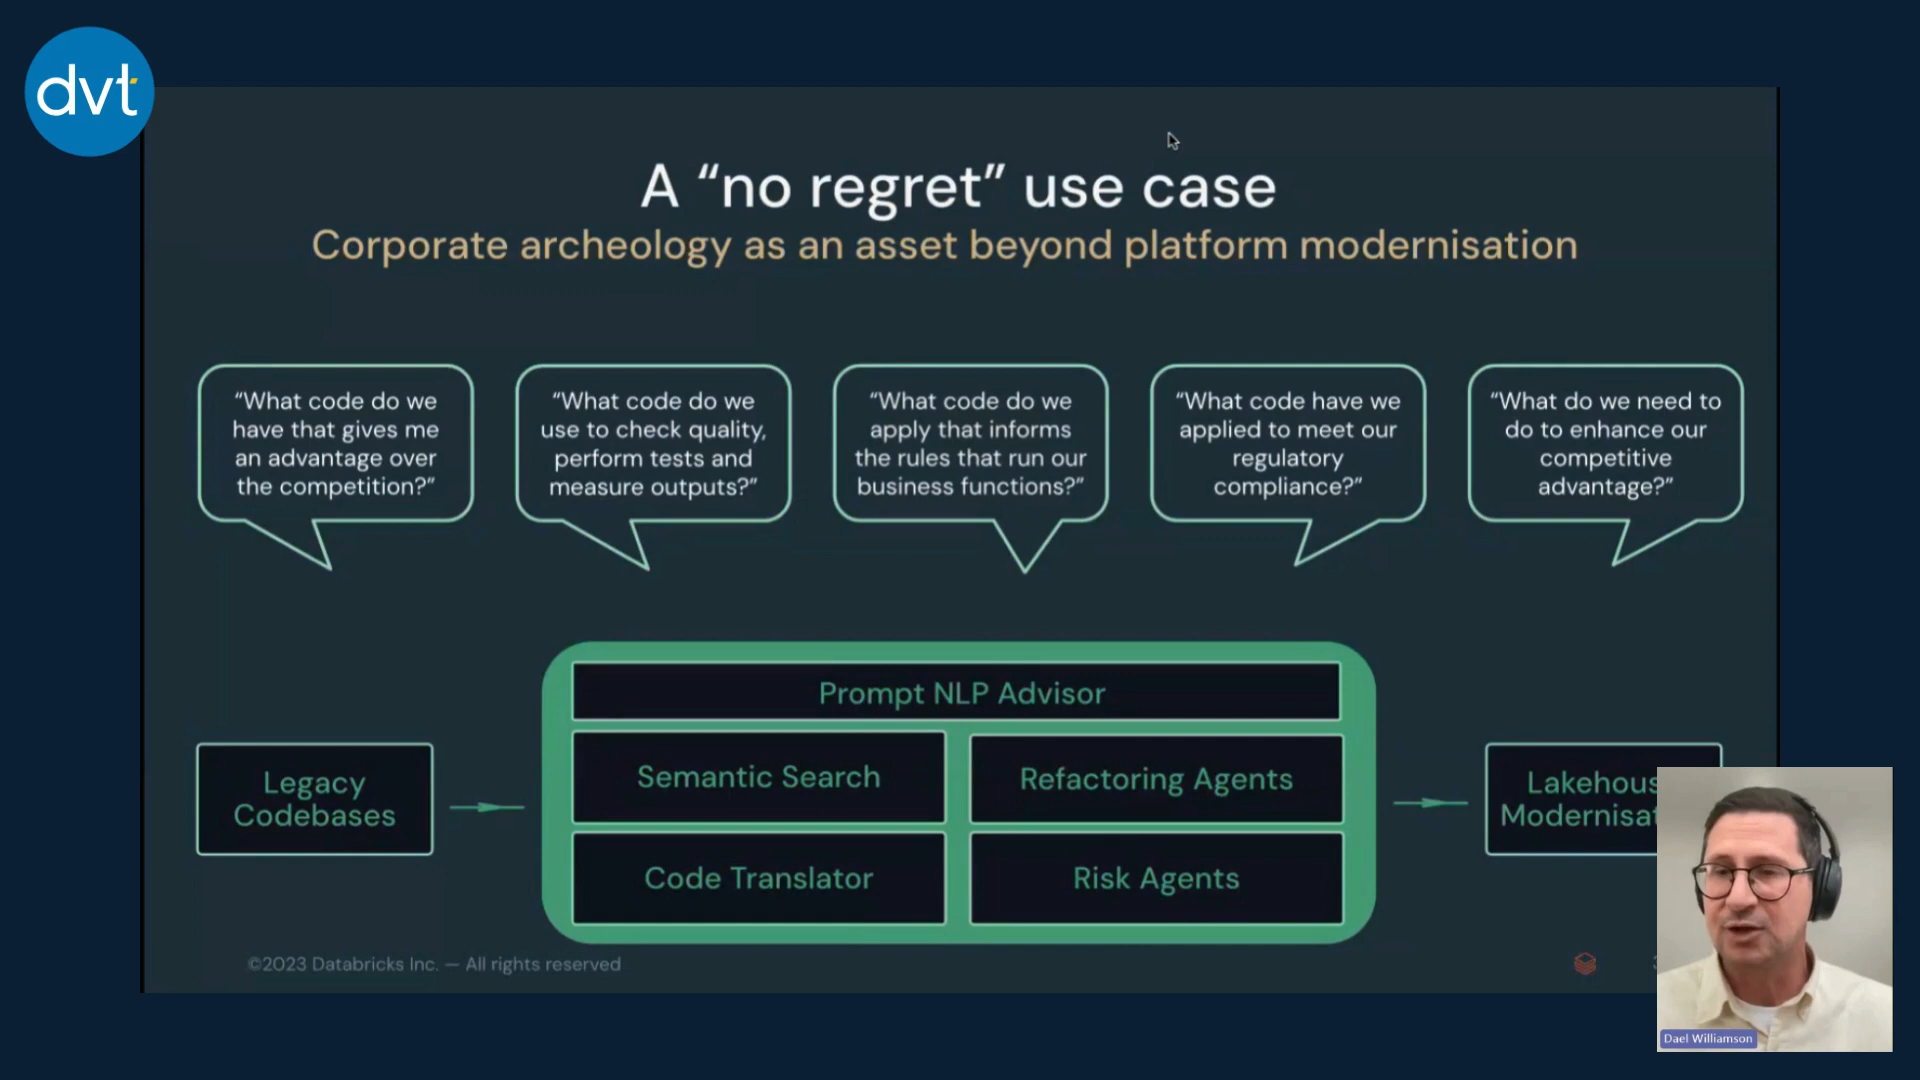 dvt
A “no regret” use case
Corporate archeology as an asset beyond platform modernisation
“What code do we
have that gives me
an advantage over
the competition?”
“What code do we
use to check quality,
perform tests and
measure outputs?”
“What code do we
apply that informs
the rules that run our
business functions?”
“What code have we
applied to meet our
regulatory
compliance?”
“What do we need to
do to enhance our
competitive
advantage?”
Legacy
Codebases
Prompt NLP Advisor
Semantic Search
Refactoring Agents
Code Translator
Risk Agents
©2023 Databricks Inc. — All rights reserved
Dael Williamson